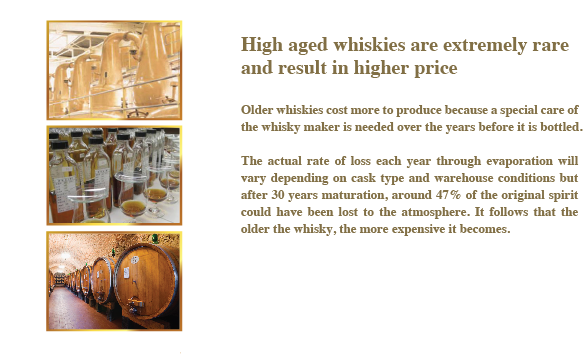 High aged whiskies are extremely rare
and result in higher price
Older whiskies cost more to produce because a special care of
the whisky maker is needed over the years before it is bottled.
The actual rate of loss each year through evaporation will
vary depending on cask type and warehouse conditions but
after 30 years maturation, around 47% of the original spirit
could have been lost to the atmosphere. It follows that the
older the whisky, the more expensive it becomes.